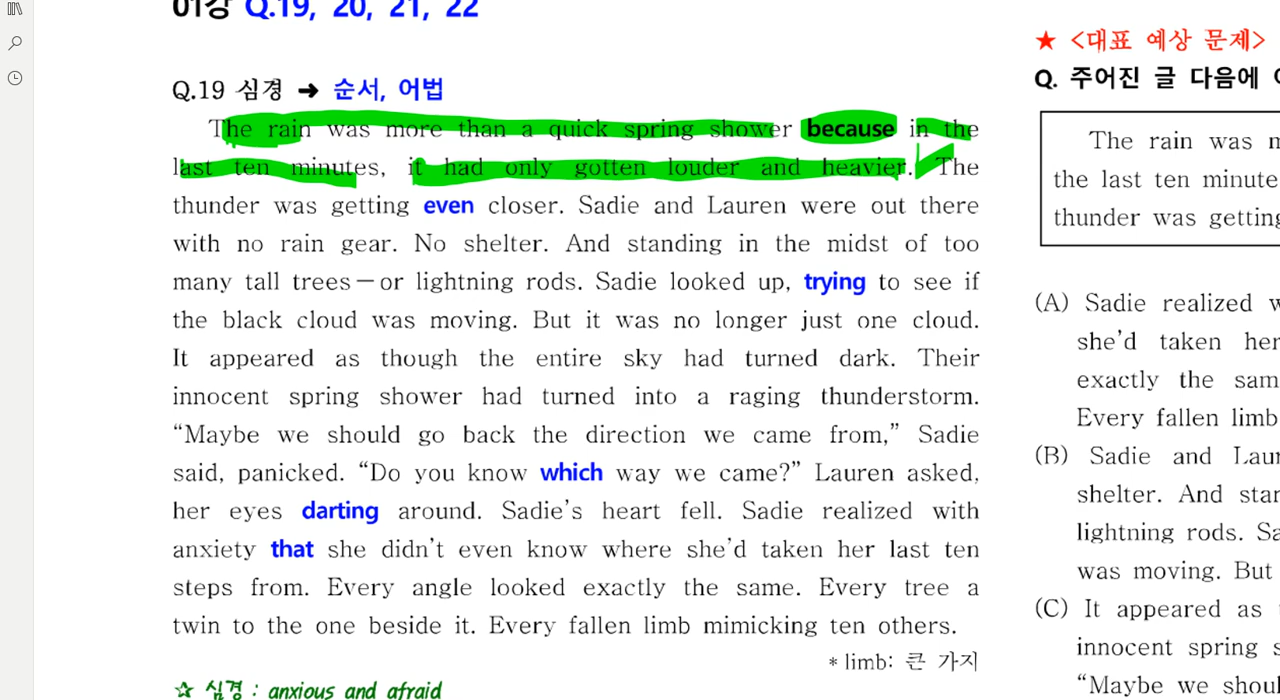 01강 Q.19, 20, 21, 22
Q.19 심경 ➜ 순서, 어법
The rain was more than a quick spring shower because in the
last ten minutes, it had only gotten louder and heavier. The
thunder was getting even closer. Sadie and Lauren were out there
with no rain gear. No shelter. And standing in the midst of too
many tall trees—or lightning rods. Sadie looked up, trying to see if
the black cloud was moving. But it was no longer just one cloud.
It appeared as though the entire sky had turned dark. Their
innocent spring shower had turned into a raging thunderstorm.
“Maybe we should go back the direction we came from,” Sadie
said, panicked. “Do you know which way we came?” Lauren asked,
her eyes darting around. Sadie’s heart fell. Sadie realized with
anxiety that she didn’t even know where she’d taken her last ten
steps from. Every angle looked exactly the same. Every tree a
twin to the one beside it. Every fallen limb mimicking ten others.
* limb: 큰 가지
☆ 심경 : anxious and afraid
★ <대표 예상 문제>
Q. 주어진 글 다음에
The rain was
the last ten minute
thunder was getting
(A) Sadie realized
she’d taken her
exactly the sam
Every fallen limb
(B) Sadie and Laur
shelter. And stan
lightning rods. Sa
was moving. But
(C) It appeared as
innocent spring s
“Maybe we shoul